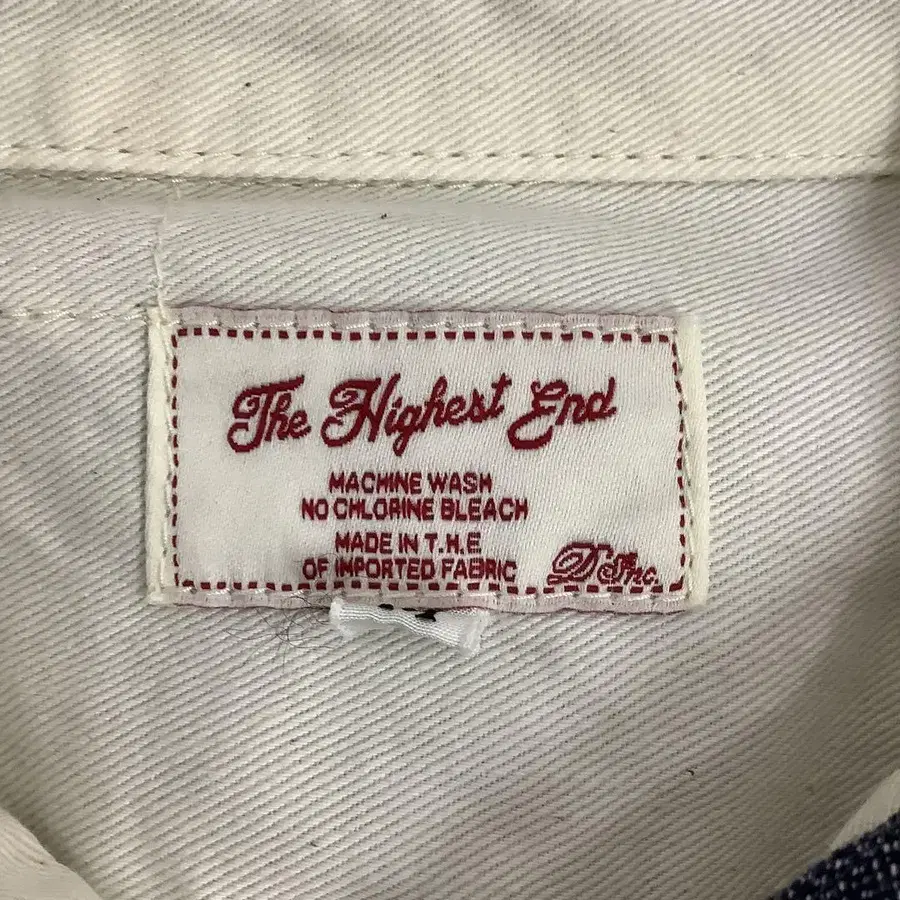 The Highest End
MACHINE WASH
NO CHLORINE BLEACH
MADE IN T.H.E
OF IMPORTED FABRIC
D Inc.